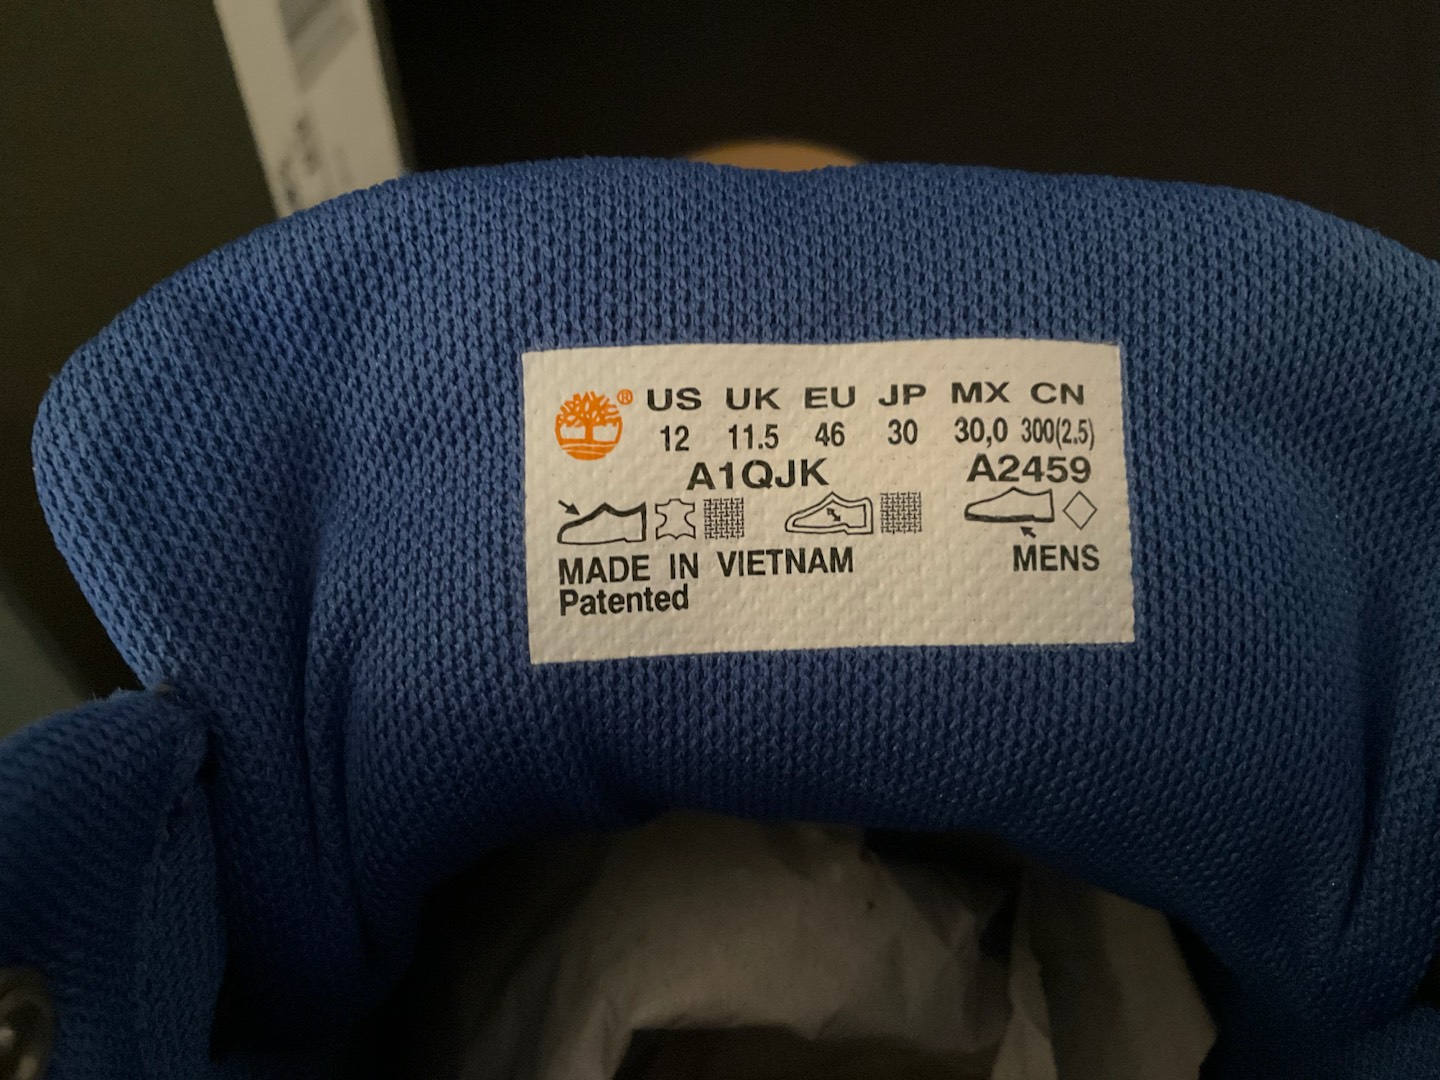 ® US UK EU JP MX CN
12 11.5 46 30 30,0 300(2.5)
A1QJK A2459
MADE IN VIETNAM MENS
Patented